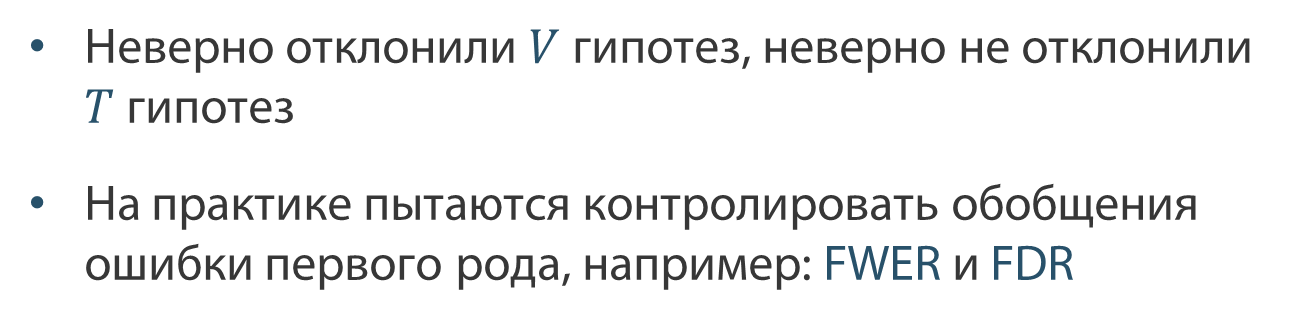 • Неверно отклонили V гипотез, неверно не отклонили
T гипотез
• На практике пытаются контролировать обобщения
ошибки первого рода, например: FWER и FDR